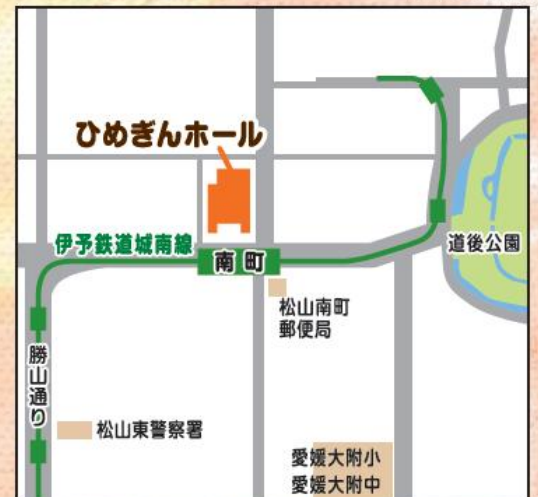 ひめぎんホール
伊予鉄道城南線
南町
道後公園
松山南町
郵便局
勝山通り
松山東警察署
愛媛大附小
愛媛大附中